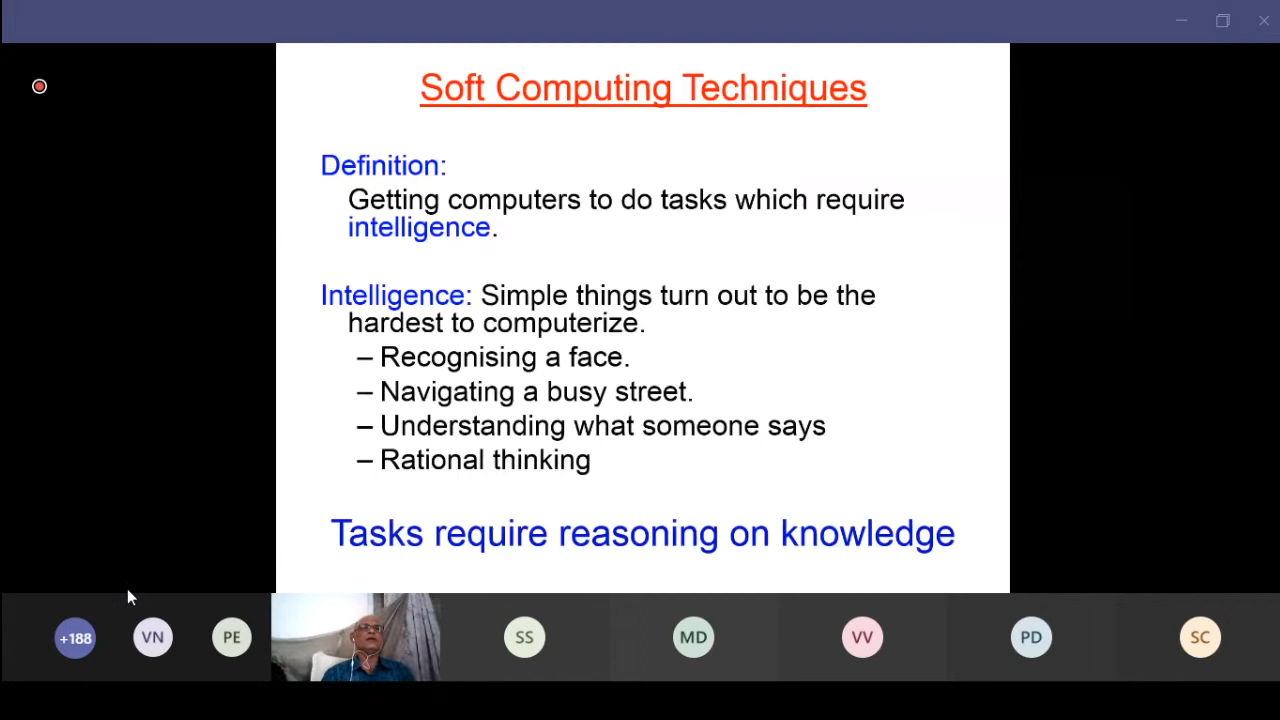 Soft Computing Techniques
Definition:
Getting computers to do tasks which require
intelligence.
Intelligence: Simple things turn out to be the
hardest to computerize.
– Recognising a face.
– Navigating a busy street.
– Understanding what someone says
– Rational thinking
Tasks require reasoning on knowledge
+188 VN PE SS MD VV PD SC